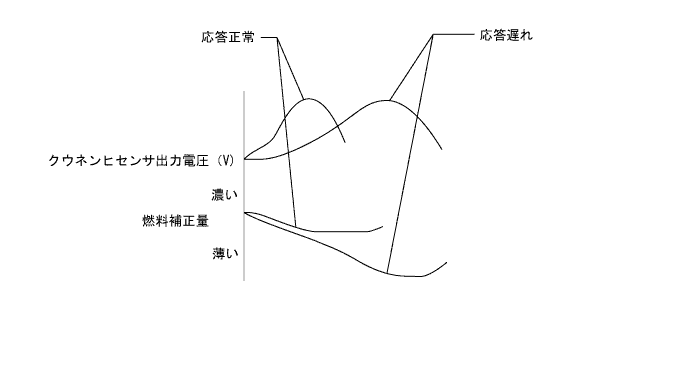 応答正常
応答遅れ
クウネンヒセンサ出力電圧（V）
濃い
燃料補正量
薄い